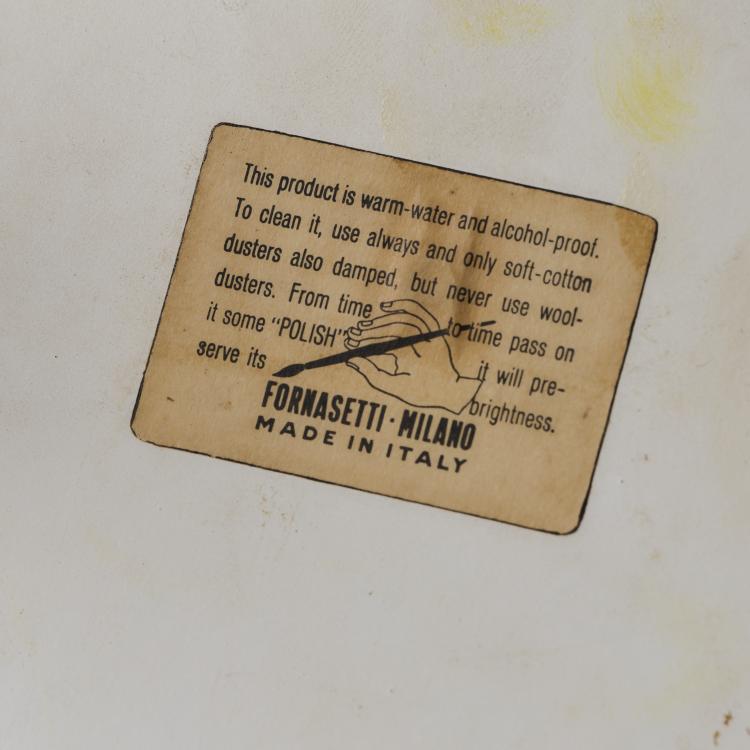 This product is warm-water and alcohol-proof.
To clean it, use always and only soft-cotton
dusters also damped, but never use wool-
dusters. From time to time pass on
it some "POLISH" it will pre-
serve its brightness.
FORNASETTI · MILANO
MADE IN ITALY